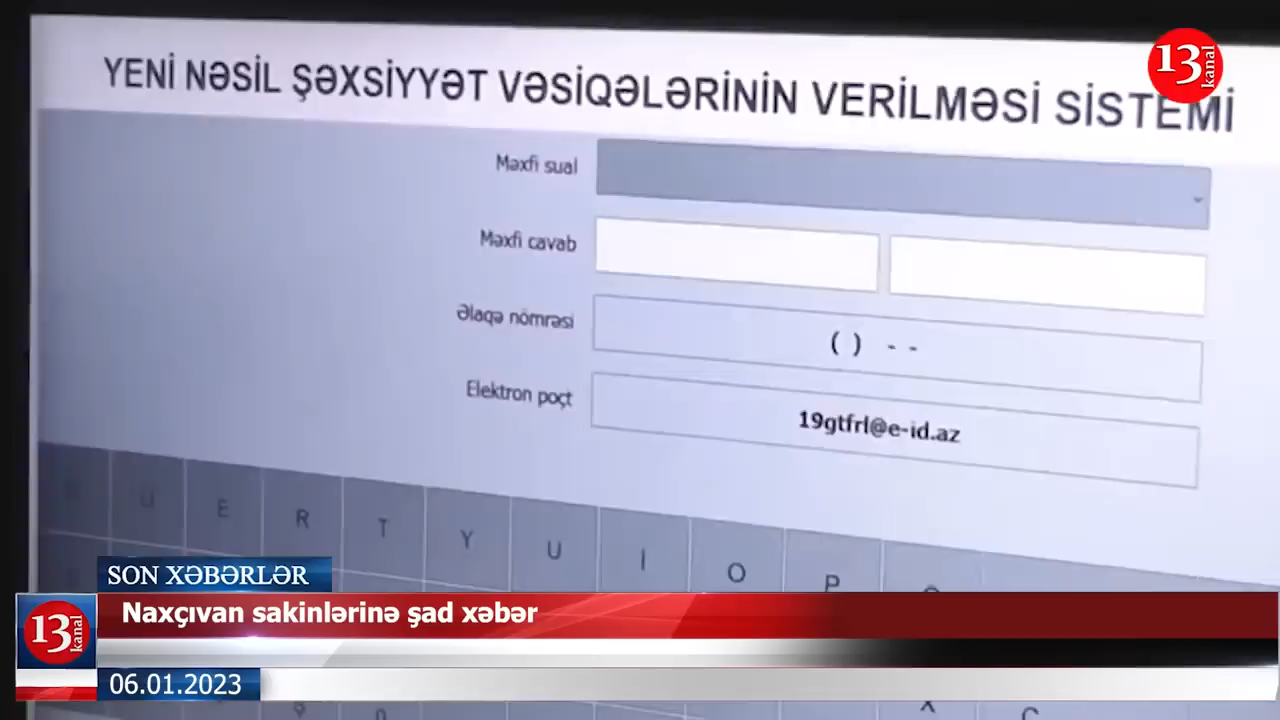 YENİ NƏSİL ŞƏXSİYYƏT VƏSİQƏLƏRİNİN VERİLMƏSİ SİSTEMİ
13 kanal
Məxfi sual
Məxfi cavab
Əlaqə nömrəsi
( ) - -
Elektron poçt
19gtfrl@e-id.az
Ü E R T Y U İ O P
SON XƏBƏRLƏR
13 kanal
Naxçıvan sakinlərinə şad xəbər
06.01.2023